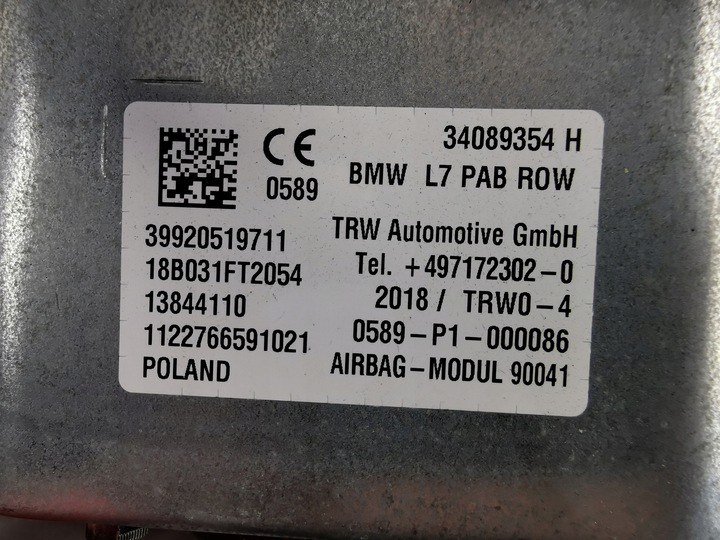 CE 0589
34089354 H
BMW L7 PAB ROW
39920519711
18B031FT2054
13844110
1122766591021
POLAND
TRW Automotive GmbH
Tel. +497172302-0
2018 / TRW0-4
0589-P1-000086
AIRBAG-MODUL 90041